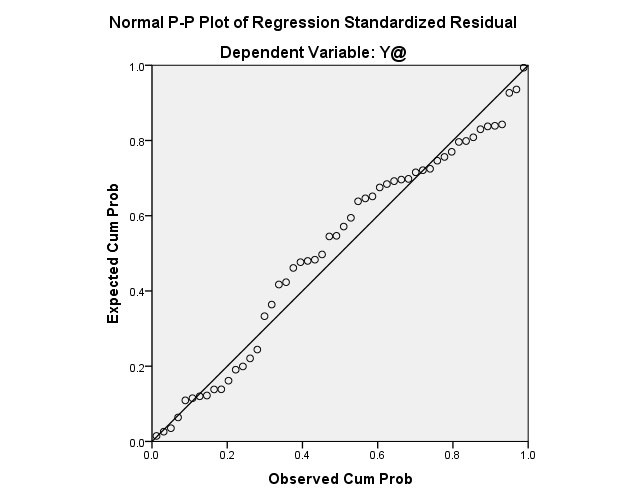 Normal P-P Plot of Regression Standardized Residual
Dependent Variable: Y@
1.0
0.8
0.6
0.4
0.2
0.0
Expected Cum Prob
0.0 0.2 0.4 0.6 0.8 1.0
Observed Cum Prob